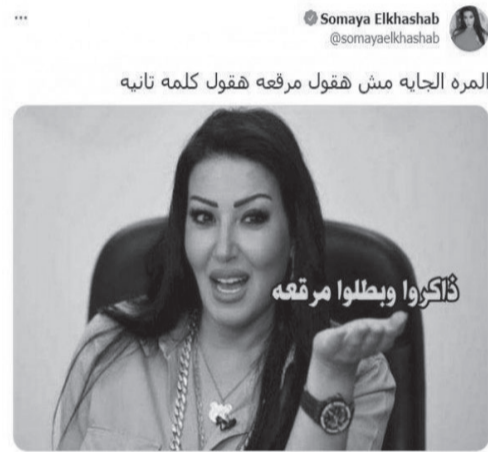 Somaya Elkhashab
@somayaelkhashab
المره الجايه مش هقول مرقعه هقول كلمه تانيه
ذاكروا وبطلوا مرقعه